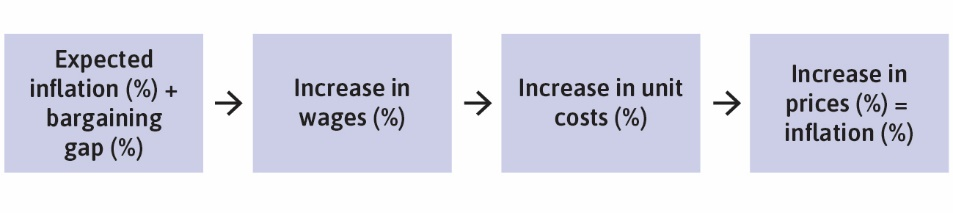 Expected
inflation (%) +
bargaining
gap (%)
Increase in
wages (%)
Increase in unit
costs (%)
Increase in
prices (%) =
inflation (%)